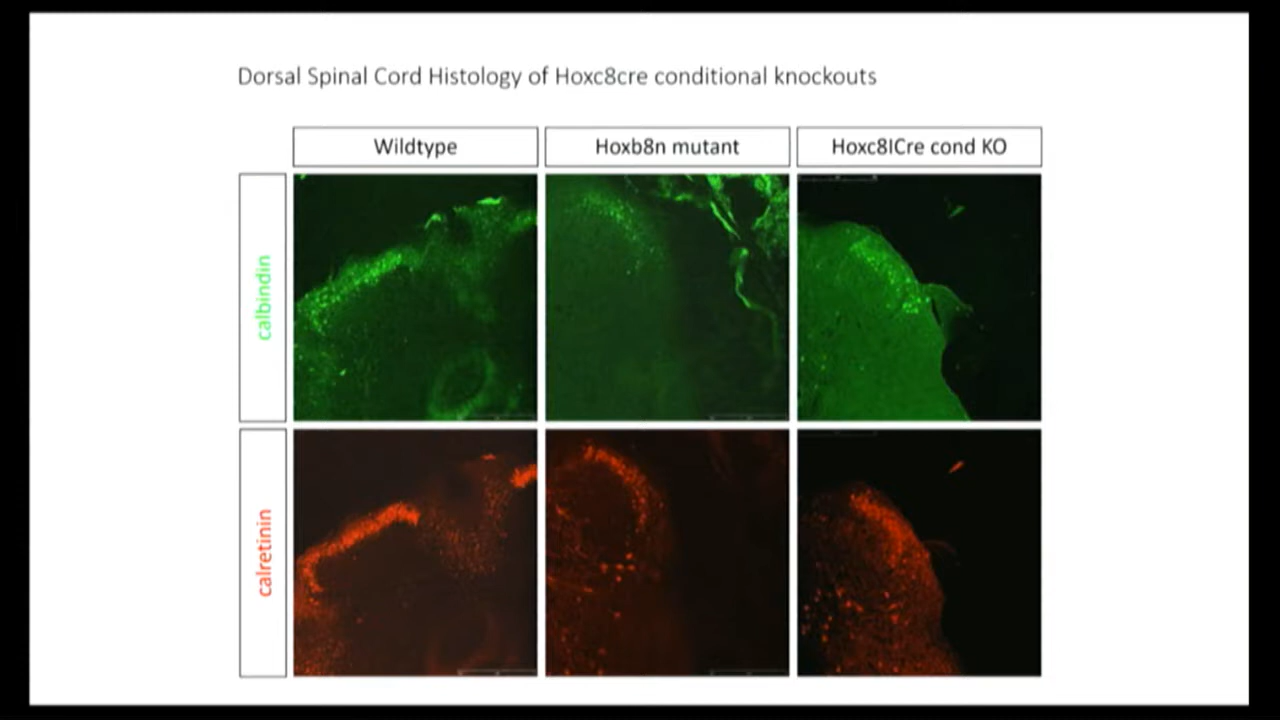 Dorsal Spinal Cord Histology of Hoxc8cre conditional knockouts
Wildtype
Hoxb8n mutant
Hoxc8ICre cond KO
calbindin
calretinin